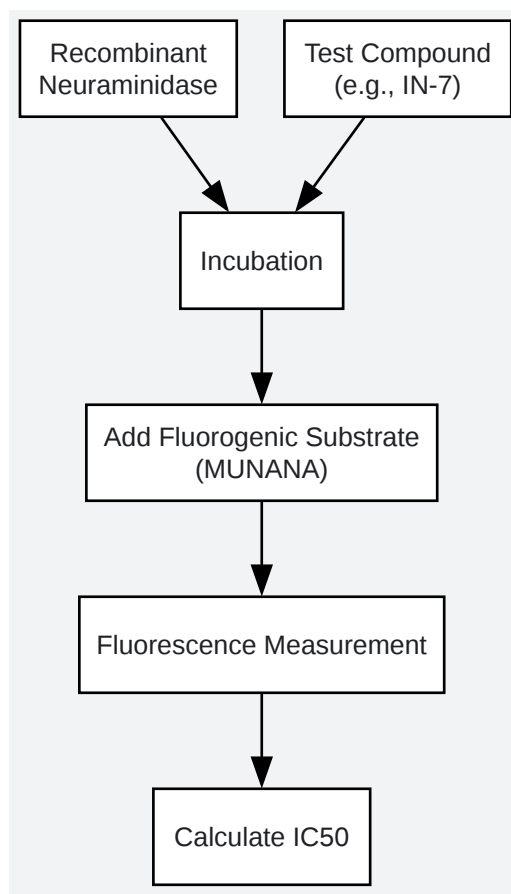 Recombinant
Neuraminidase
Test Compound
(e.g., IN-7)
Incubation
Add Fluorogenic Substrate
(MUNANA)
Fluorescence Measurement
Calculate IC50